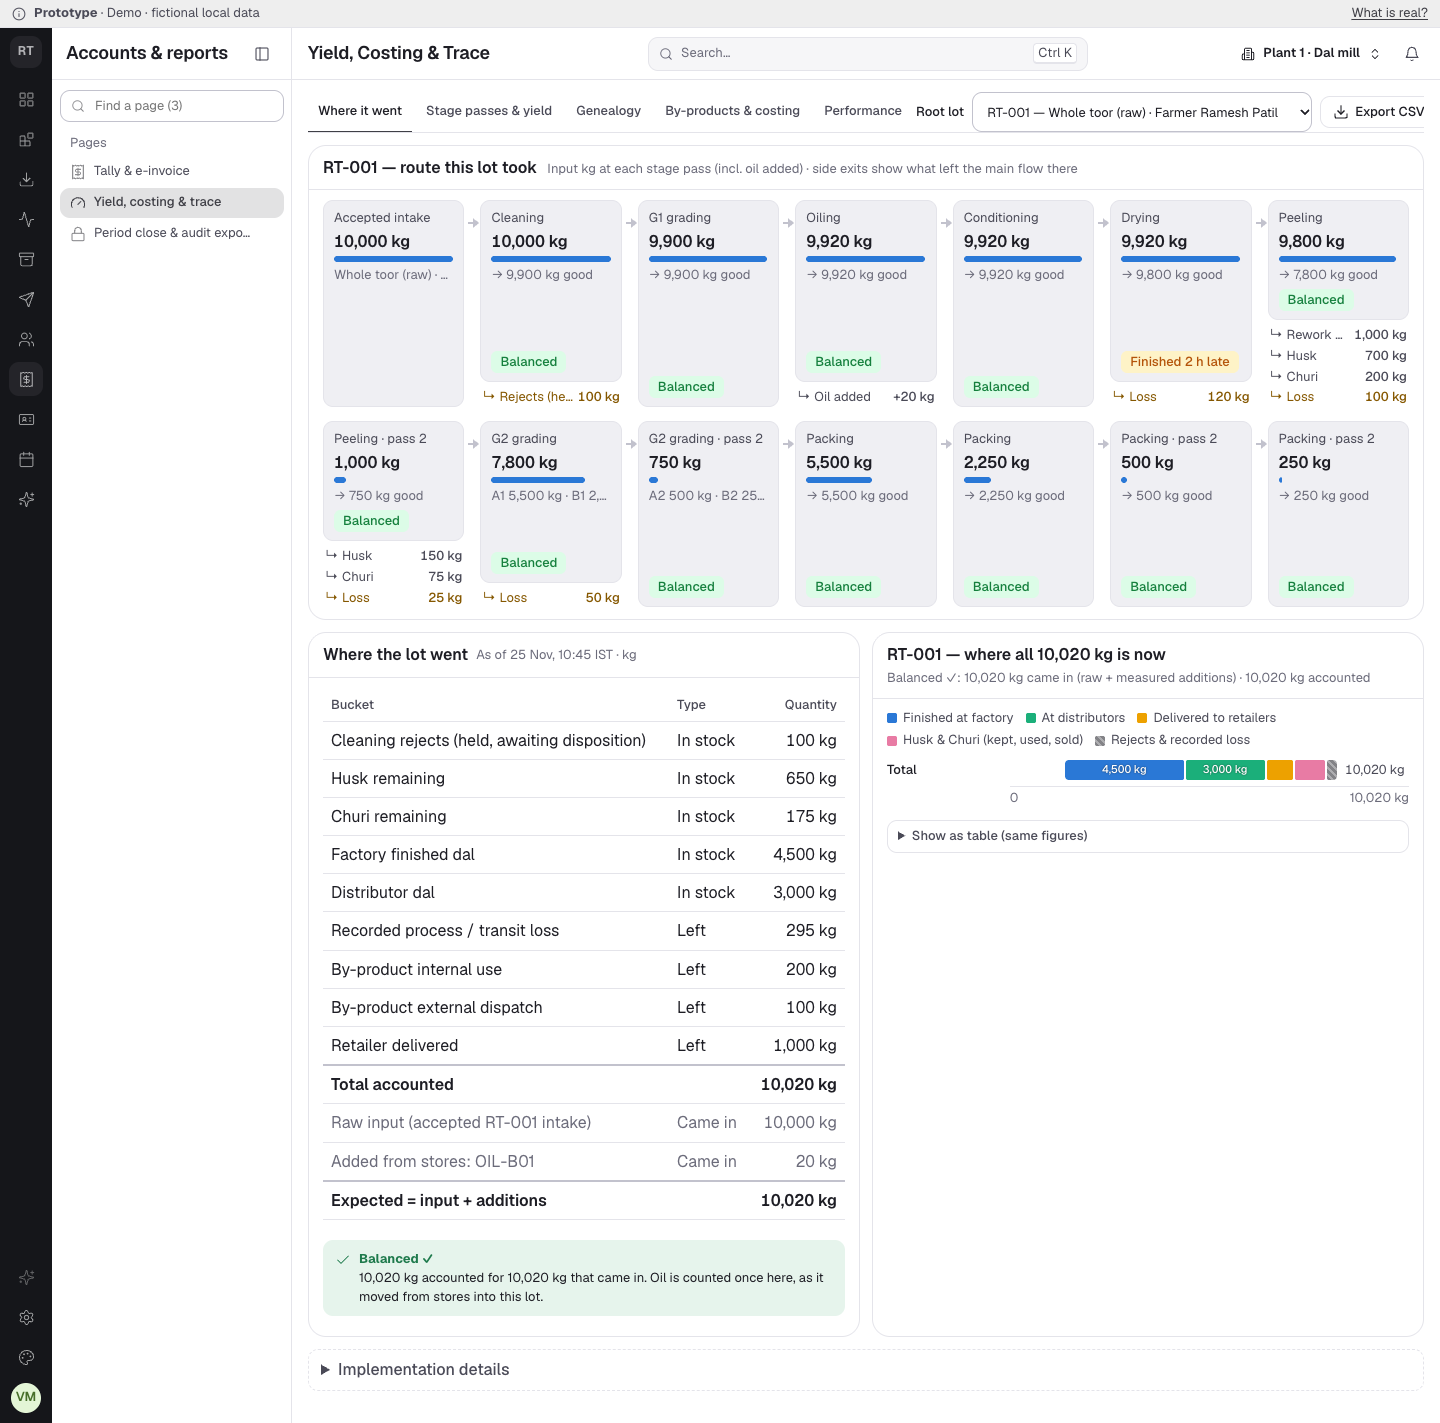 Prototype · Demo · fictional local data
What is real?
RT
Accounts & reports
Yield, Costing & Trace
Search...
Ctrl K
Plant 1 · Dal mill
Find a page (3)
Pages
Tally & e-invoice
Yield, costing & trace
Period close & audit expo...
Where it went
Stage passes & yield
Genealogy
By-products & costing
Performance
Root lot
RT-001 — Whole toor (raw) · Farmer Ramesh Patil
Export CSV
RT-001 — route this lot took
Input kg at each stage pass (incl. oil added) · side exits show what left the main flow there
Accepted intake
10,000 kg
Whole toor (raw) · ...
Cleaning
10,000 kg
→ 9,900 kg good
Balanced
↳ Rejects (he... 100 kg
G1 grading
9,900 kg
→ 9,900 kg good
Balanced
Oiling
9,920 kg
→ 9,920 kg good
Balanced
↳ Oil added +20 kg
Conditioning
9,920 kg
→ 9,920 kg good
Balanced
Drying
9,920 kg
→ 9,800 kg good
Finished 2 h late
↳ Loss 120 kg
Peeling
9,800 kg
→ 7,800 kg good
Balanced
↳ Rework ... 1,000 kg
↳ Husk 700 kg
↳ Churi 200 kg
↳ Loss 100 kg
Peeling · pass 2
1,000 kg
→ 750 kg good
Balanced
↳ Husk 150 kg
↳ Churi 75 kg
↳ Loss 25 kg
G2 grading
7,800 kg
A1 5,500 kg · B1 2,...
Balanced
↳ Loss 50 kg
G2 grading · pass 2
750 kg
A2 500 kg · B2 25...
Balanced
Packing
5,500 kg
→ 5,500 kg good
Balanced
Packing
2,250 kg
→ 2,250 kg good
Balanced
Packing · pass 2
500 kg
→ 500 kg good
Balanced
Packing · pass 2
250 kg
→ 250 kg good
Balanced
Where the lot went As of 25 Nov, 10:45 IST · kg
Bucket Type Quantity
Cleaning rejects (held, awaiting disposition) In stock 100 kg
Husk remaining In stock 650 kg
Churi remaining In stock 175 kg
Factory finished dal In stock 4,500 kg
Distributor dal In stock 3,000 kg
Recorded process / transit loss Left 295 kg
By-product internal use Left 200 kg
By-product external dispatch Left 100 kg
Retailer delivered Left 1,000 kg
Total accounted 10,020 kg
Raw input (accepted RT-001 intake) Came in 10,000 kg
Added from stores: OIL-B01 Came in 20 kg
Expected = input + additions 10,020 kg
Balanced ✓
10,020 kg accounted for 10,020 kg that came in. Oil is counted once here, as it
moved from stores into this lot.
RT-001 — where all 10,020 kg is now
Balanced ✓: 10,020 kg came in (raw + measured additions) · 10,020 kg accounted
Finished at factory
At distributors
Delivered to retailers
Husk & Churi (kept, used, sold)
Rejects & recorded loss
Total 4,500 kg 3,000 kg 10,020 kg
0 10,020 kg
Show as table (same figures)
Implementation details
VM